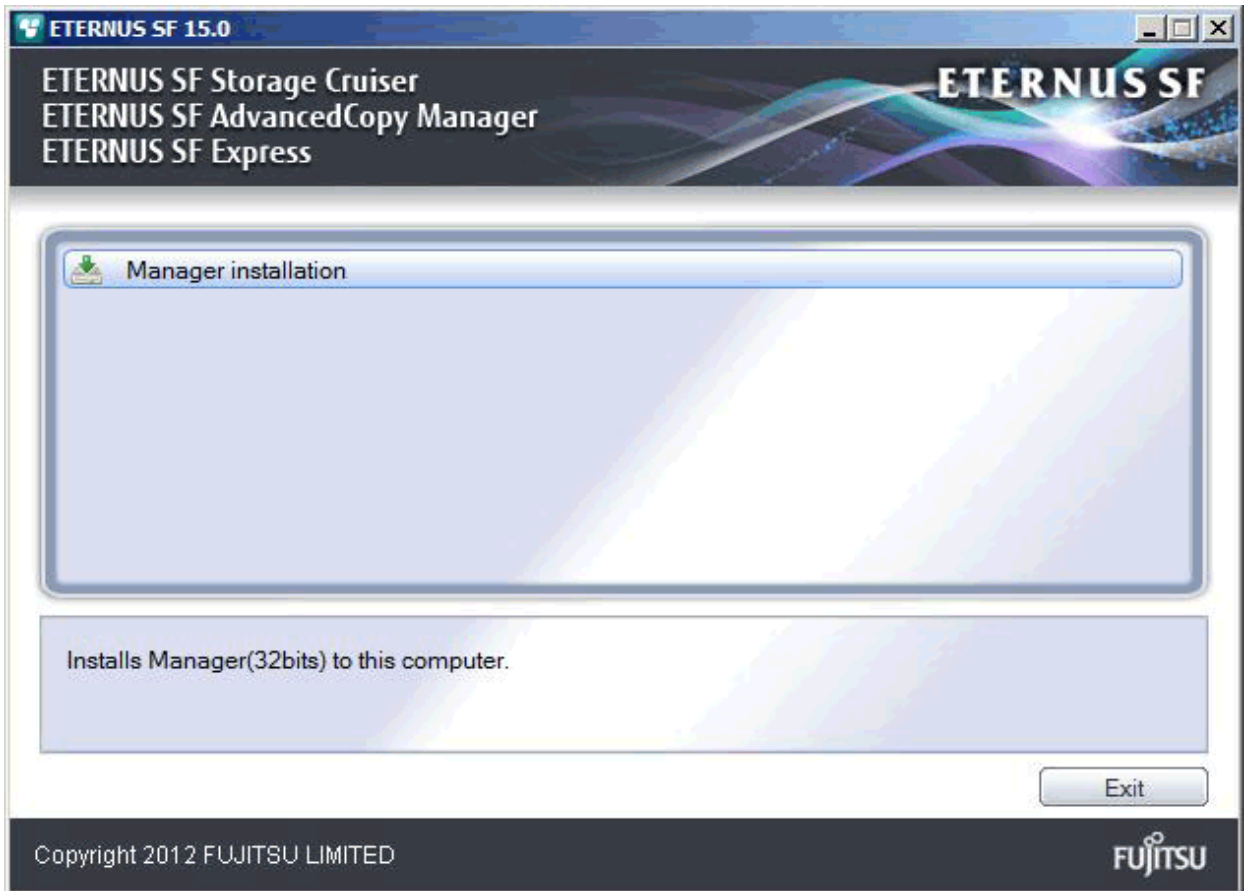 ETERNUS SF 15.0
ETERNUS SF Storage Cruiser
ETERNUS SF AdvancedCopy Manager
ETERNUS SF Express
ETERNUS SF
Manager installation
Installs Manager(32bits) to this computer.
Exit
Copyright 2012 FUJITSU LIMITED
FUJITSU